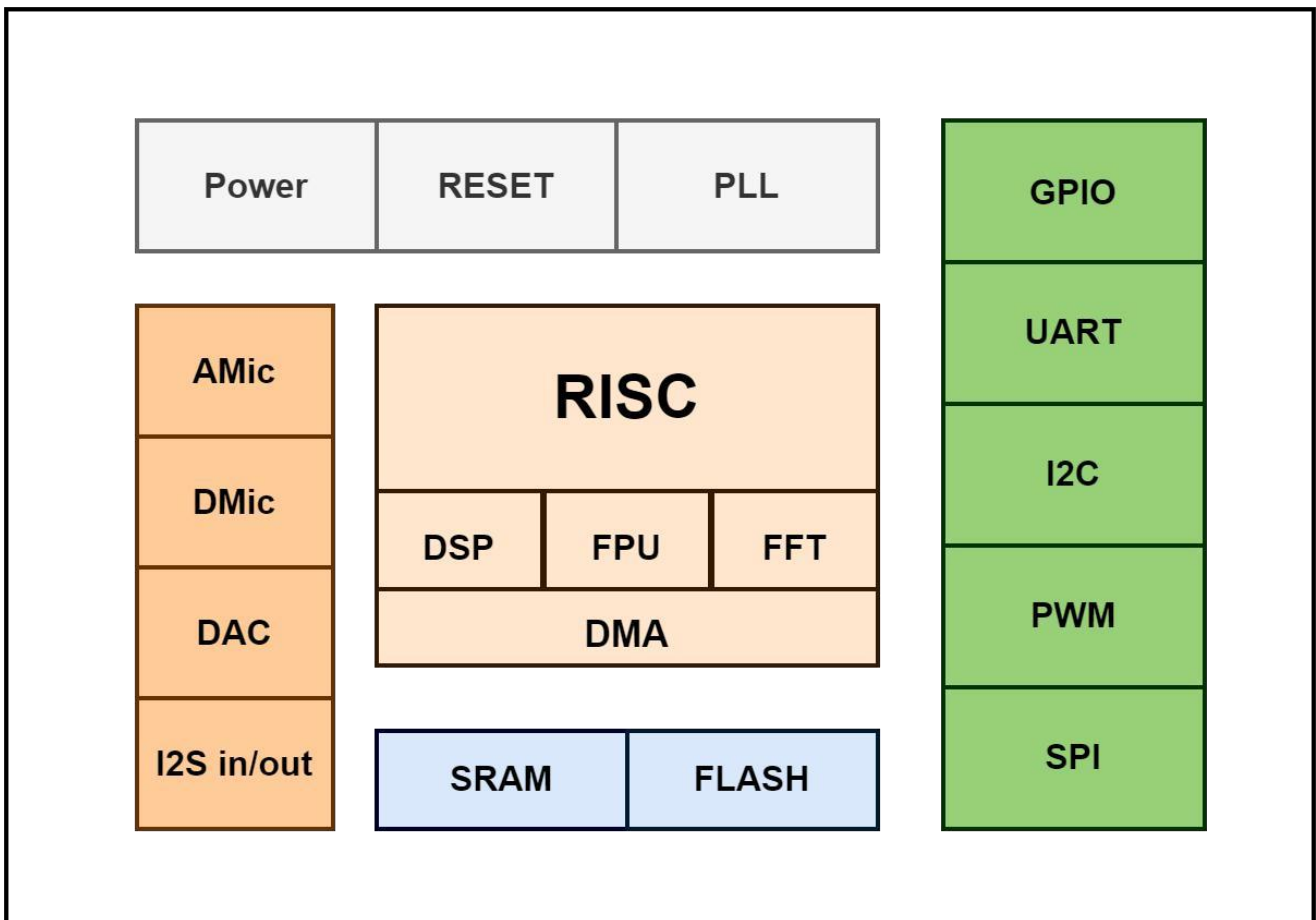 Power
RESET
PLL
GPIO
UART
I2C
PWM
SPI
AMic
DMic
DAC
I2S in/out
RISC
DSP
FPU
FFT
DMA
SRAM
FLASH